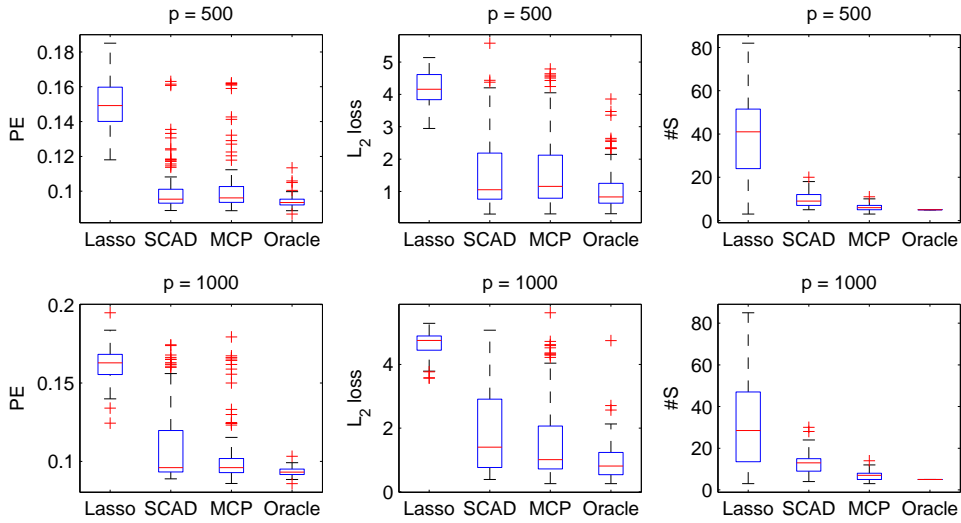 p = 500
p = 500
p = 500
0.18
0.16
0.14
0.12
0.1
PE
Lasso SCAD MCP Oracle
5
4
3
2
1
L2 loss
Lasso SCAD MCP Oracle
80
60
40
20
0
#S
Lasso SCAD MCP Oracle
p = 1000
p = 1000
p = 1000
0.2
0.15
0.1
PE
Lasso SCAD MCP Oracle
4
2
0
L2 loss
Lasso SCAD MCP Oracle
80
60
40
20
0
#S
Lasso SCAD MCP Oracle